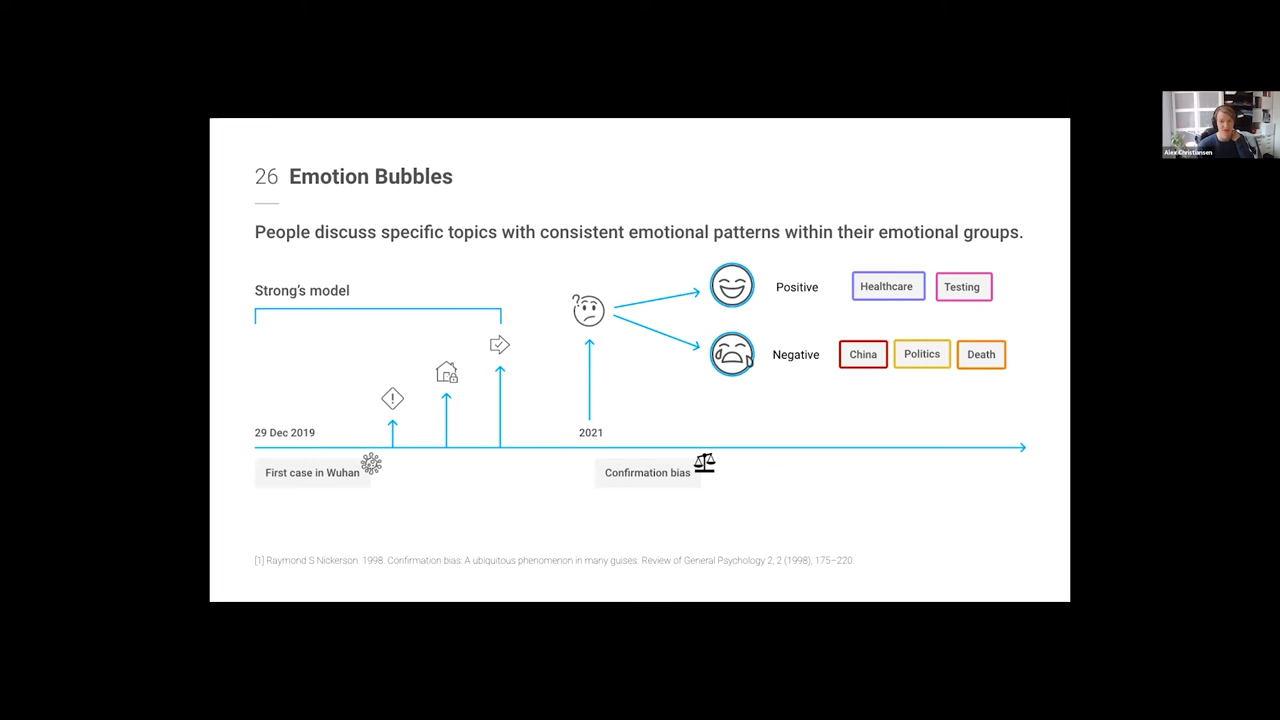 26 Emotion Bubbles
People discuss specific topics with consistent emotional patterns within their emotional groups.
Strong's model
Positive
Healthcare
Testing
Negative
China
Politics
Death
29 Dec 2019
2021
First case in Wuhan
Confirmation bias
[1] Raymond S Nickerson. 1998. Confirmation bias: A ubiquitous phenomenon in many guises. Review of General Psychology 2, 2 (1998), 175–220.
Alex Christiansen